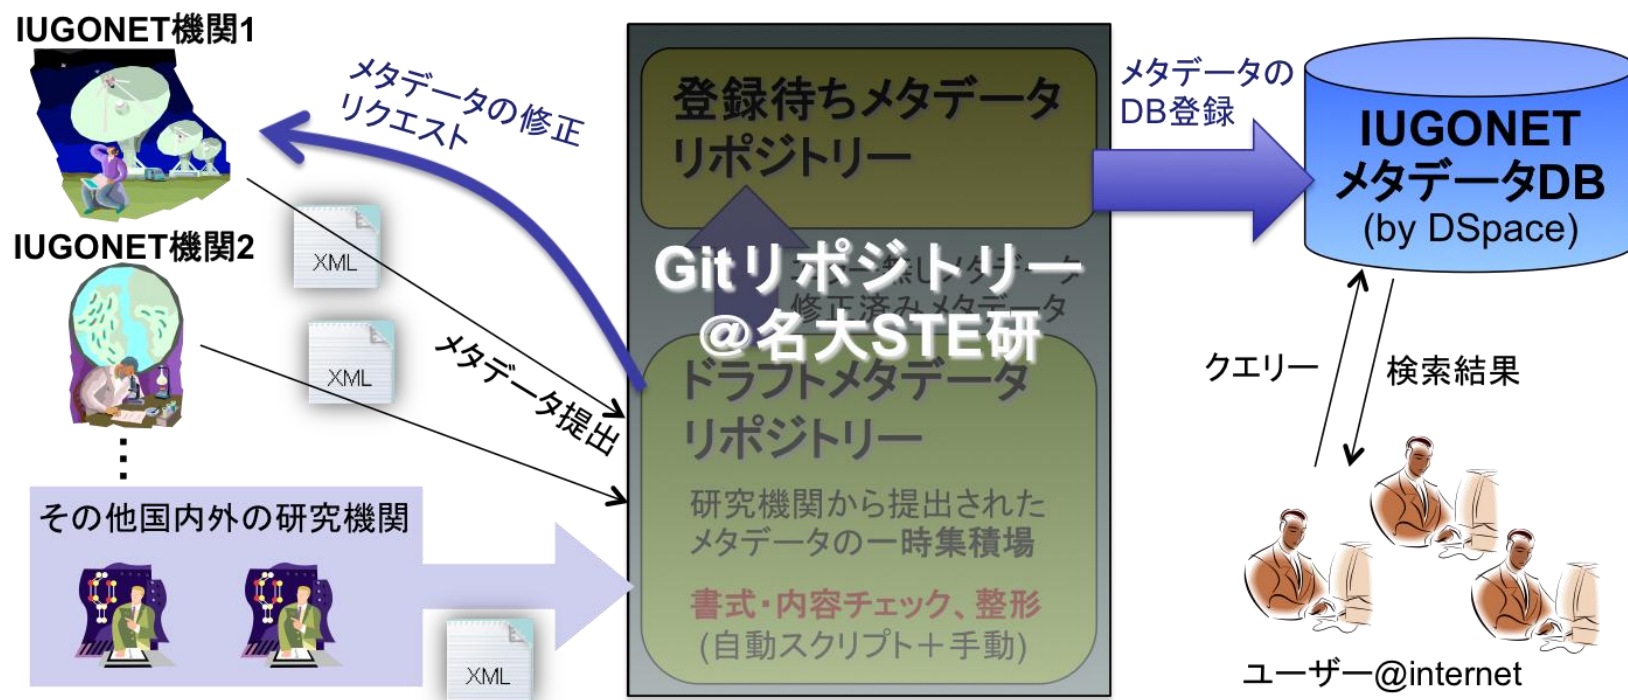 IUGONET機関1
メタデータの修正
リクエスト
IUGONET機関2
XML
XML
メタデータ提出
その他国内外の研究機関
XML
登録待ちメタデータ
リポジトリー
Gitリポジトリー
@名大STE研
無しメタデータ
修正済みメタデータ
ドラフトメタデータ
リポジトリー
研究機関から提出された
メタデータの一時集積場
書式・内容チェック、整形
(自動スクリプト＋手動)
メタデータの
DB登録
IUGONET
メタデータDB
(by DSpace)
クエリー
検索結果
ユーザー@internet